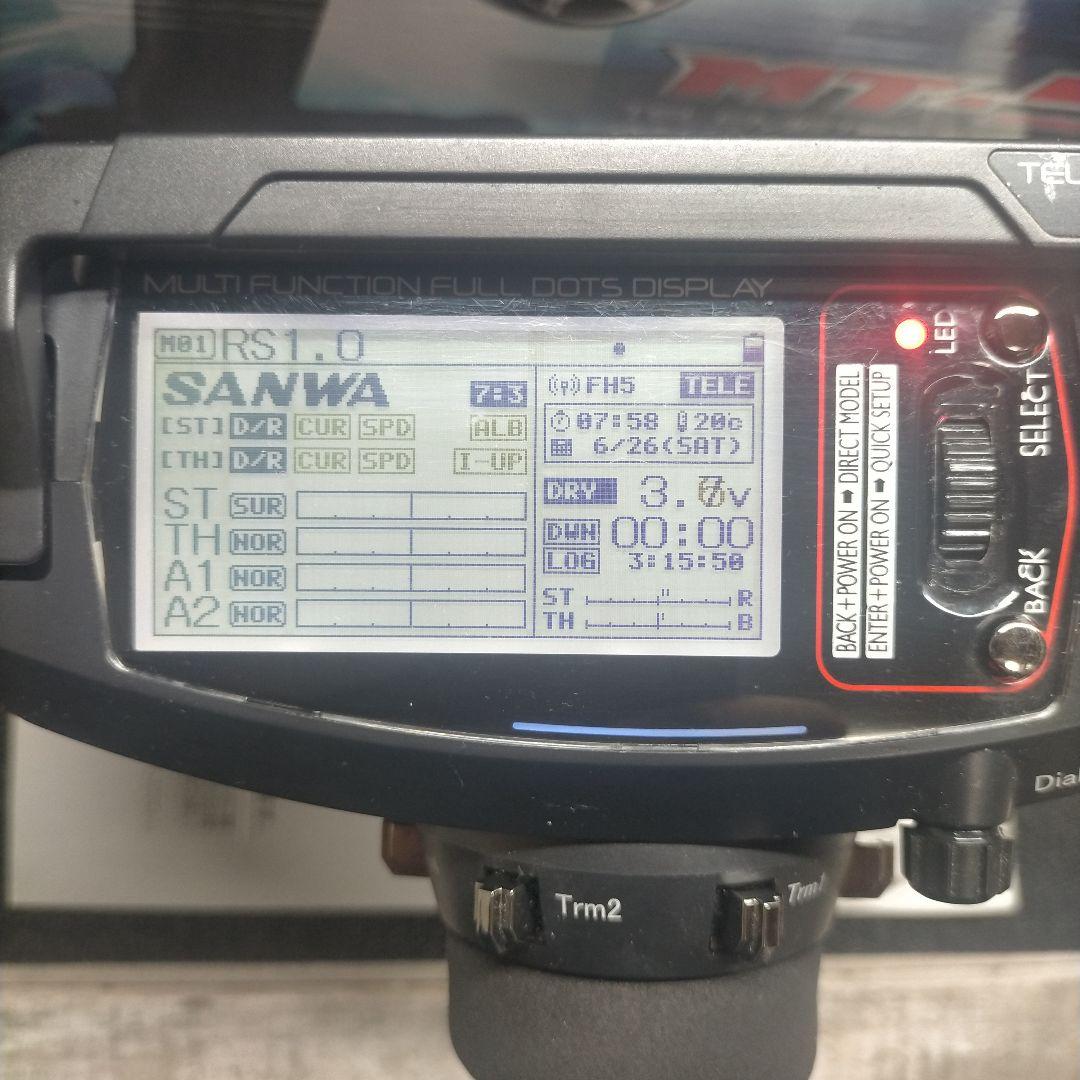 MT-
TEL
MULTI FUNCTION FULL DOTS DISPLAY
M01 RS1.0
SANWA 7:3
[ST] D/R CUR SPD ALB
[TH] D/R CUR SPD I-UP
ST SUR
TH NOR
A1 NOR
A2 NOR
FH5 TELE
07:58 20c
6/26(SAT)
DRY v
DWN 00:00
LOG 3:15:50
ST R
TH B
LED
SELECT
BACK
BACK+POWER ON ➡ DIRECT MODEL
ENTER+POWER ON ➡ QUICK SETUP
Dial
Trm2
Trm1